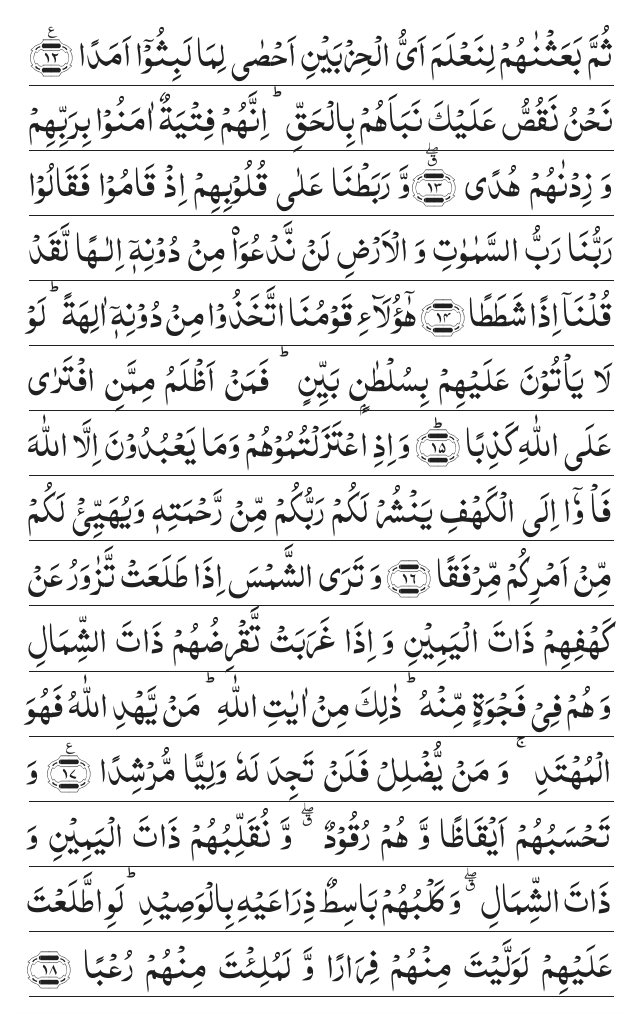 ثُمَّ بَعَثْنٰهُمْ لِنَعْلَمَ اَیُّ الْحِزْبَیْنِ اَحْصٰی لِمَا لَبِثُوْۤا اَمَدًا ﴿۱۲﴾ ع
نَحْنُ نَقُصُّ عَلَیْكَ نَبَاَهُمْ بِالْحَقِّ ؕ اِنَّهُمْ فِتْیَةٌ اٰمَنُوْا بِرَبِّهِمْ
وَ زِدْنٰهُمْ هُدًی ﴿۱۳﴾ۗۖ وَّ رَبَطْنَا عَلٰی قُلُوْبِهِمْ اِذْ قَامُوْا فَقَالُوْا
رَبُّنَا رَبُّ السَّمٰوٰتِ وَ الْاَرْضِ لَنْ نَّدْعُوَا۠ مِنْ دُوْنِهٖۤ اِلٰـهًا لَّقَدْ
قُلْنَاۤ اِذًا شَطَطًا ﴿۱۴﴾ هٰۤؤُلَآءِ قَوْمُنَا اتَّخَذُوْا مِنْ دُوْنِهٖۤ اٰلِهَةً ؕ لَوْ
لَا یَاْتُوْنَ عَلَیْهِمْ بِسُلْطٰنٍۭ بَیِّنٍ ؕ فَمَنْ اَظْلَمُ مِمَّنِ افْتَرٰی
عَلَی اللّٰهِ كَذِبًا ﴿ؕ۱۵﴾ وَ اِذِ اعْتَزَلْتُمُوْهُمْ وَمَا یَعْبُدُوْنَ اِلَّا اللّٰهَ
فَاْ وٗۤا اِلَی الْكَهْفِ یَنْشُرْ لَكُمْ رَبُّكُمْ مِّنْ رَّحْمَتِهٖ وَیُهَیِّئْ لَكُمْ
مِّنْ اَمْرِكُمْ مِّرْفَقًا ﴿۱۶﴾ وَ تَرَی الشَّمْسَ اِذَا طَلَعَتْ تَّزٰوَرُ عَنْ
كَهْفِهِمْ ذَاتَ الْیَمِیْنِ وَ اِذَا غَرَبَتْ تَّقْرِضُهُمْ ذَاتَ الشِّمَالِ
وَ هُمْ فِیْ فَجْوَةٍ مِّنْهُ ؕ ذٰلِكَ مِنْ اٰیٰتِ اللّٰهِ ؕ مَنْ یَّهْدِ اللّٰهُ فَهُوَ
الْمُهْتَدِ ۚ وَ مَنْ یُّضْلِلْ فَلَنْ تَجِدَ لَهٗ وَلِیًّا مُّرْشِدًا ﴿۱۷﴾ ع وَ
تَحْسَبُهُمْ اَیْقَاظًا وَّ هُمْ رُقُوْدٌ ۗۖ وَّ نُقَلِّبُهُمْ ذَاتَ الْیَمِیْنِ وَ
ذَاتَ الشِّمَالِ ۗۖ وَ كَلْبُهُمْ بَاسِطٌ ذِرَاعَیْهِ بِالْوَصِیْدِ ؕ لَوِ اطَّلَعْتَ
عَلَیْهِمْ لَوَلَّیْتَ مِنْهُمْ فِرَارًا وَّ لَمُلِئْتَ مِنْهُمْ رُعْبًا ﴿۱۸﴾